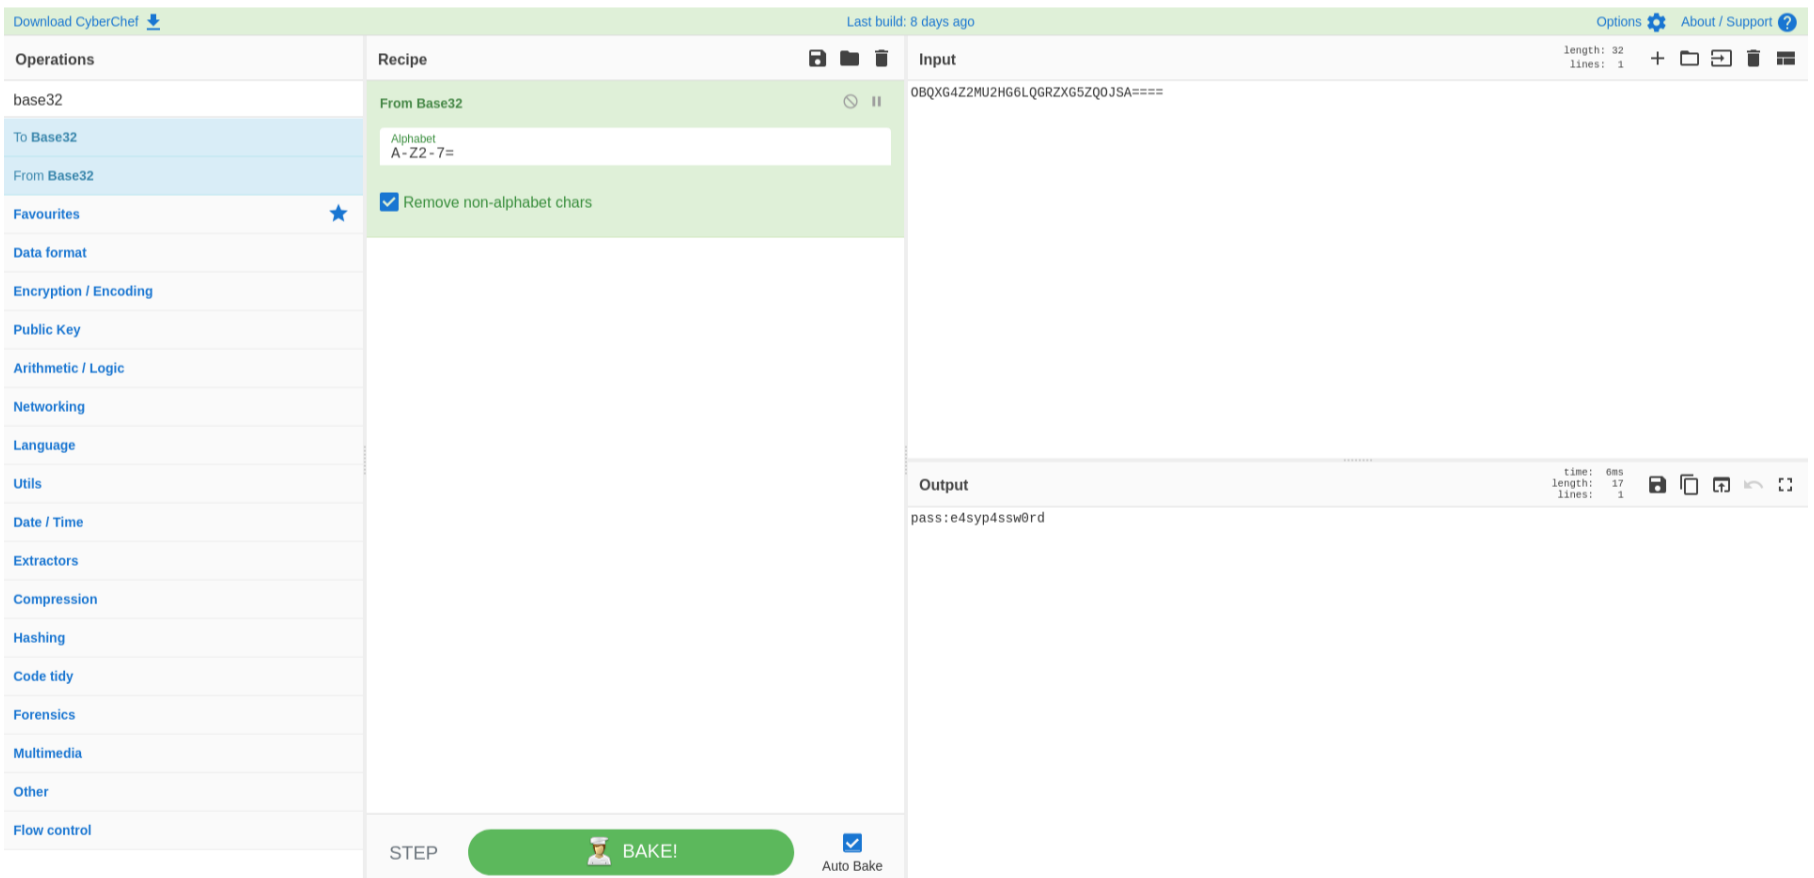 Download CyberChef
Last build: 8 days ago
Options
About / Support
Operations
base32
To Base32
From Base32
Favourites
Data format
Encryption / Encoding
Public Key
Arithmetic / Logic
Networking
Language
Utils
Date / Time
Extractors
Compression
Hashing
Code tidy
Forensics
Multimedia
Other
Flow control
Recipe
From Base32
Alphabet
A-Z2-7=
Remove non-alphabet chars
STEP
BAKE!
Auto Bake
Input
length: 32
lines: 1
OBQXG4Z2MU2HG6LQGRZXG5ZQOJSA====
Output
time: 6ms
length: 17
lines: 1
pass:e4syp4ssw0rd